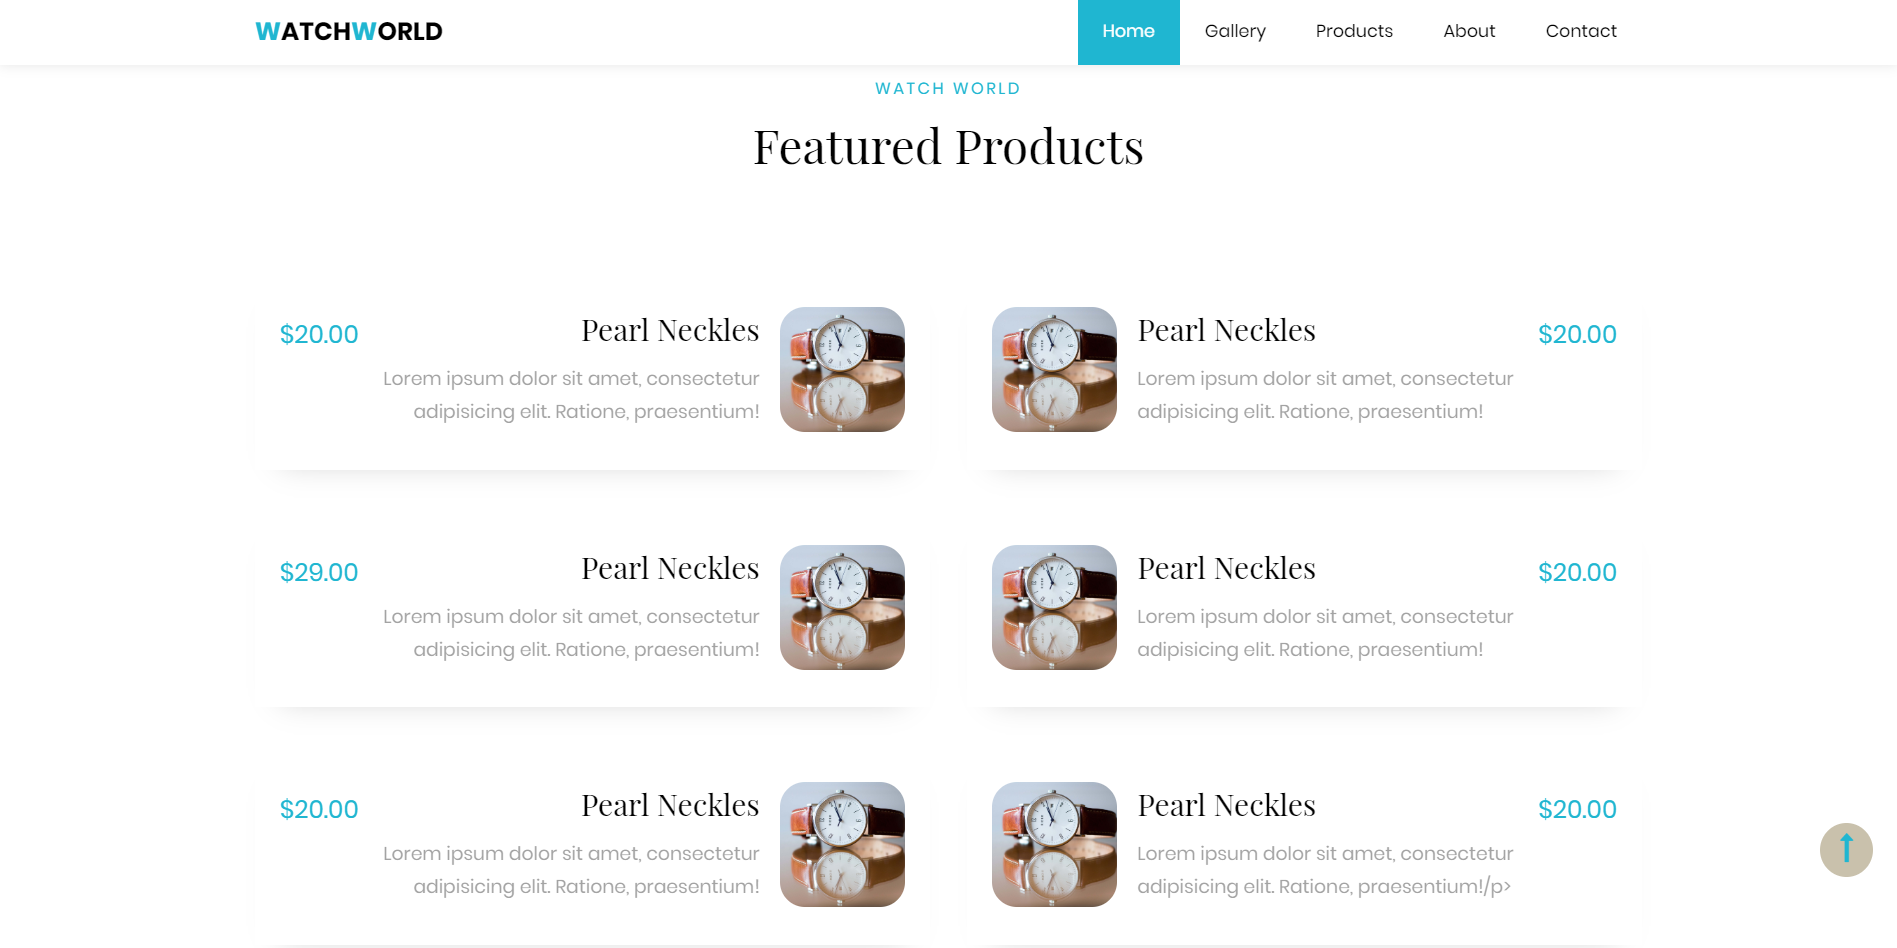 WATCHWORLD
Home
Gallery
Products
About
Contact
WATCH WORLD
Featured Products
$20.00
Pearl Neckles
Lorem ipsum dolor sit amet, consectetur
adipisicing elit. Ratione, praesentium!
Pearl Neckles
$20.00
Lorem ipsum dolor sit amet, consectetur
adipisicing elit. Ratione, praesentium!
$29.00
Pearl Neckles
Lorem ipsum dolor sit amet, consectetur
adipisicing elit. Ratione, praesentium!
Pearl Neckles
$20.00
Lorem ipsum dolor sit amet, consectetur
adipisicing elit. Ratione, praesentium!
$20.00
Pearl Neckles
Lorem ipsum dolor sit amet, consectetur
adipisicing elit. Ratione, praesentium!
Pearl Neckles
$20.00
Lorem ipsum dolor sit amet, consectetur
adipisicing elit. Ratione, praesentium!/p>